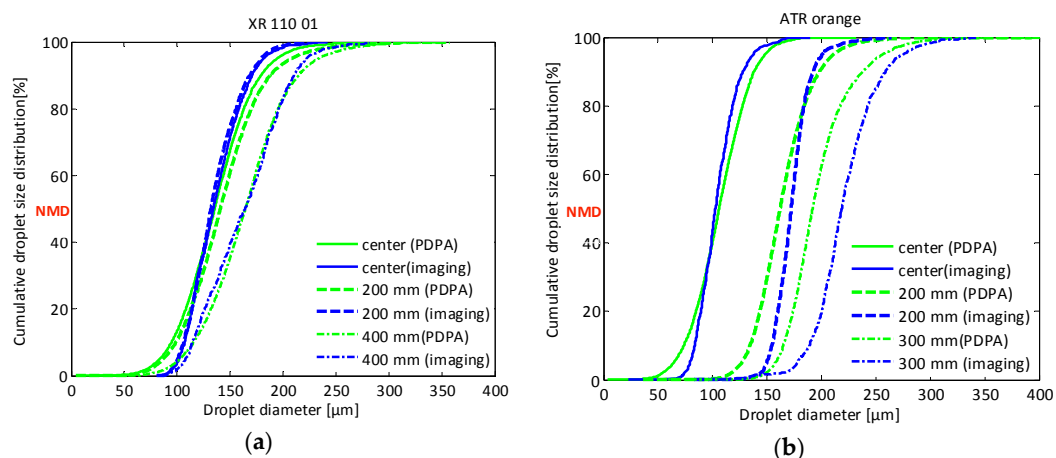 XR 110 01
Cumulative droplet size distribution[%]
100
80
60
NMD
40
20
0
0 50 100 150 200 250 300 350 400
Droplet diameter [μm]
center (PDPA)
center(imaging)
200 mm (PDPA)
200 mm (imaging)
400 mm(PDPA)
400 mm (imaging)
(a)
ATR orange
Cumulative droplet size distribution[%]
100
80
60
NMD
40
20
0
0 50 100 150 200 250 300 350 400
Droplet diameter [μm]
center (PDPA)
center(imaging)
200 mm (PDPA)
200 mm (imaging)
300 mm(PDPA)
300 mm (imaging)
(b)